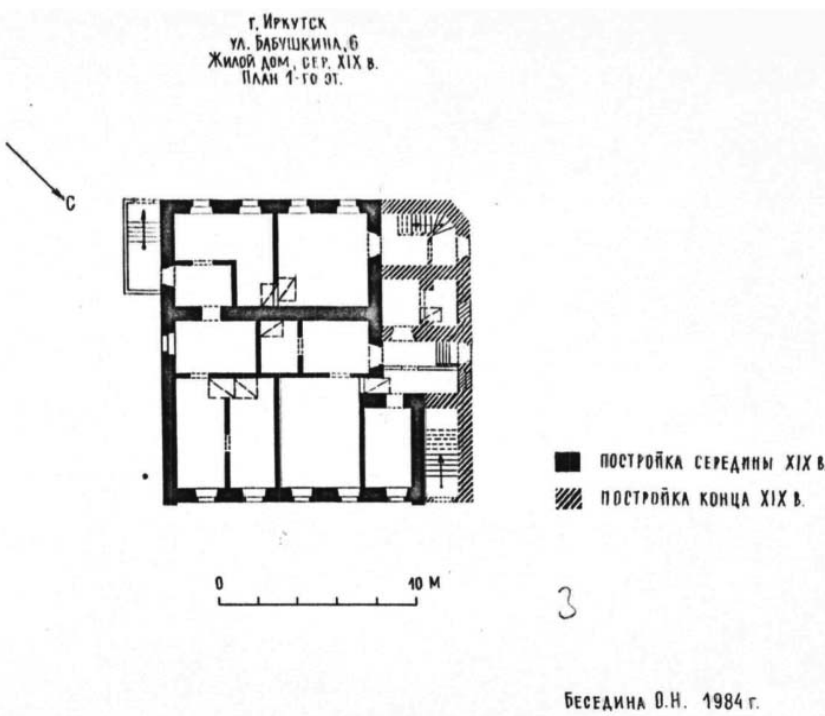 г. Иркутск
ул. Бабушкина, 6
Жилой дом, сер. XIX в.
План 1-го эт.
С
Постройка середины XIX в.
Постройка конца XIX в.
0 10 м
3
Беседина О.Н. 1984 г.